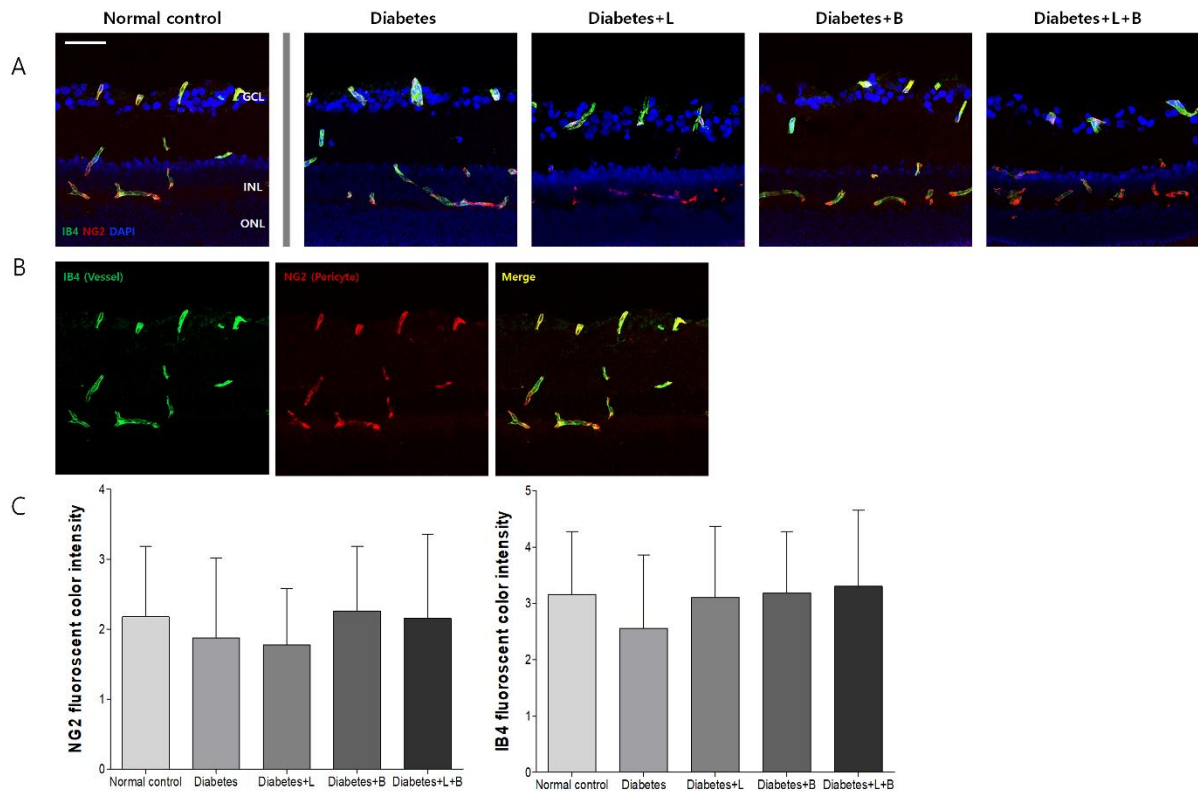 Normal control Diabetes Diabetes+L Diabetes+B Diabetes+L+B
A
GCL
INL
ONL
IB4 NG2 DAPI
B
IB4 (Vessel) NG2 (Pericyte) Merge
C
NG2 fluoroscent color intensity
4
3
2
1
0
Normal control Diabetes Diabetes+L Diabetes+B Diabetes+L+B
IB4 fluoroscent color intensity
5
4
3
2
1
0
Normal control Diabetes Diabetes+L Diabetes+B Diabetes+L+B